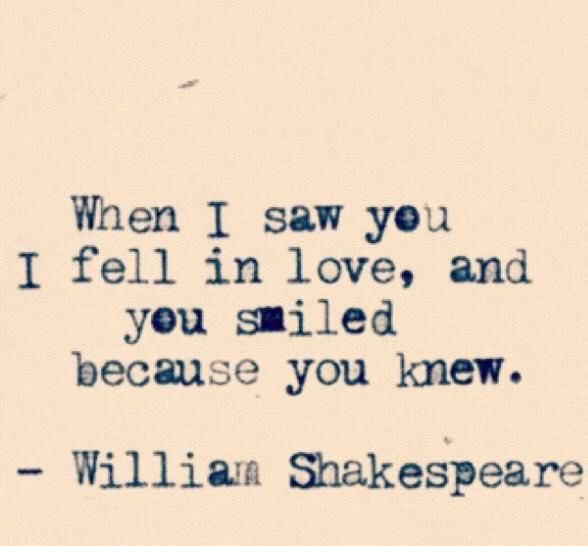 When I saw you
I fell in love, and
you smiled
because you knew.
- William Shakespeare